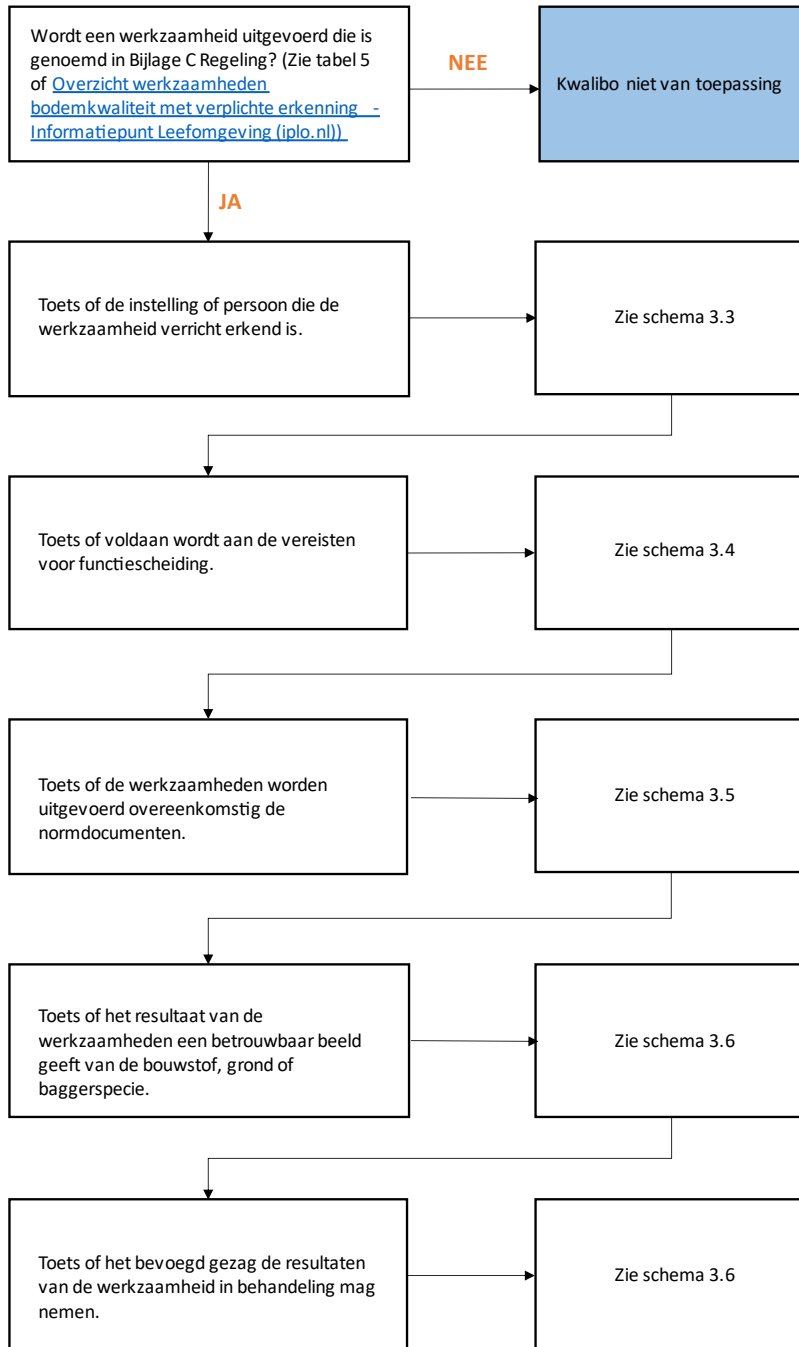 Wordt een werkzaamheid uitgevoerd die is
genoemd in Bijlage C Regeling? (Zie tabel 5
of Overzicht werkzaamheden
bodemkwaliteit met verplichte erkenning -
Informatiepunt Leefomgeving (iplo.nl))
NEE
Kwalibo niet van toepassing
JA
Toets of de instelling of persoon die de
werkzaamheid verricht erkend is.
Zie schema 3.3
Toets of voldaan wordt aan de vereisten
voor functiescheiding.
Zie schema 3.4
Toets of de werkzaamheden worden
uitgevoerd overeenkomstig de
normdocumenten.
Zie schema 3.5
Toets of het resultaat van de
werkzaamheden een betrouwbaar beeld
geeft van de bouwstof, grond of
baggerspecie.
Zie schema 3.6
Toets of het bevoegd gezag de resultaten
van de werkzaamheid in behandeling mag
nemen.
Zie schema 3.6